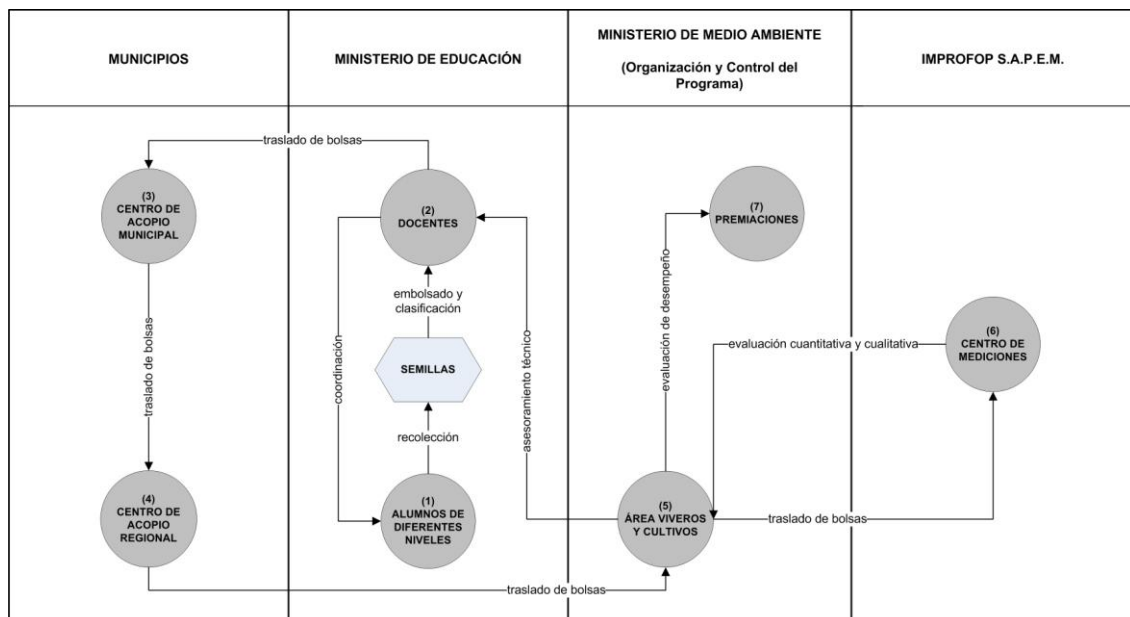 MUNICIPIOS
MINISTERIO DE EDUCACIÓN
MINISTERIO DE MEDIO AMBIENTE
(Organización y Control del
Programa)
IMPROFOP S.A.P.E.M.
traslado de bolsas
(3)
CENTRO DE
ACOPIO
MUNICIPAL
(2)
DOCENTES
(7)
PREMIACIONES
embolsado y
clasificación
SEMILLAS
recolección
coordinación
traslado de bolsas
asesoramiento técnico
evaluación de desempeño
evaluación cuantitativa y cualitativa
(6)
CENTRO DE
MEDICIONES
(4)
CENTRO DE
ACOPIO
REGIONAL
(1)
ALUMNOS DE
DIFERENTES
NIVELES
(5)
ÁREA VIVEROS
Y CULTIVOS
traslado de bolsas
traslado de bolsas